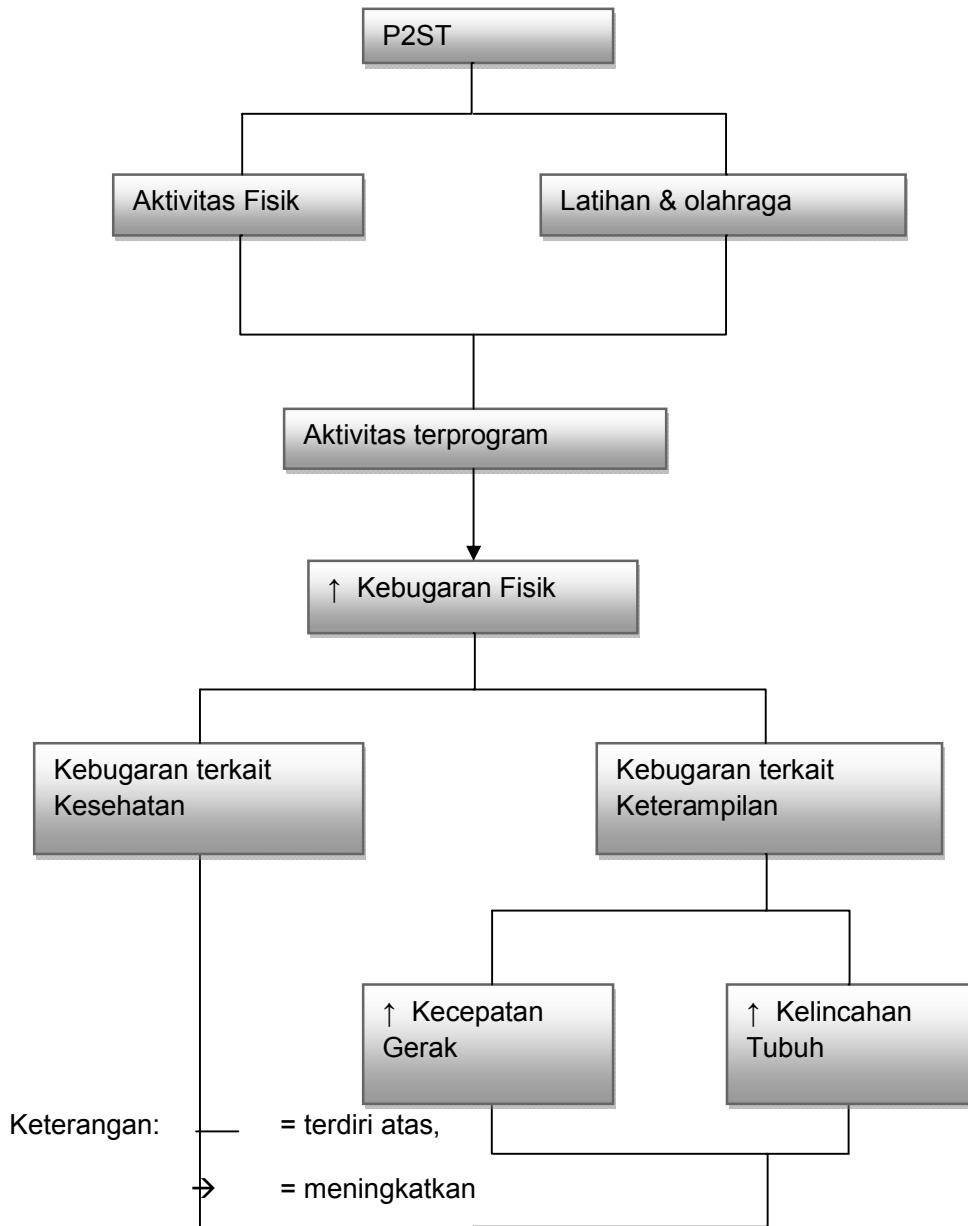 P2ST
Aktivitas Fisik
Latihan & olahraga
Aktivitas terprogram
↑ Kebugaran Fisik
Kebugaran terkait
Kesehatan
Kebugaran terkait
Keterampilan
↑ Kecepatan
Gerak
↑ Kelincahan
Tubuh
Keterangan: ___ = terdiri atas,
→ = meningkatkan